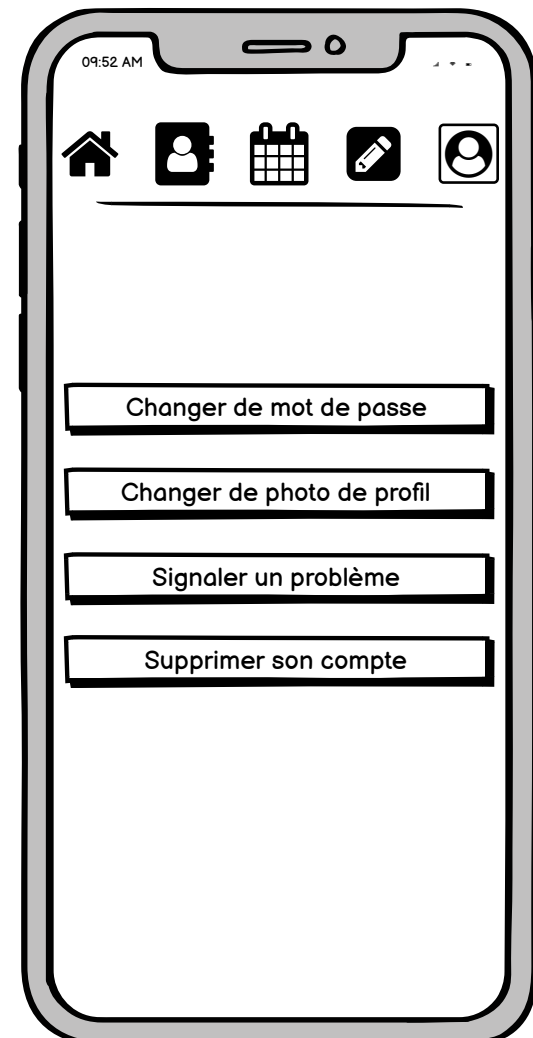 09:52 AM
Changer de mot de passe
Changer de photo de profil
Signaler un problème
Supprimer son compte